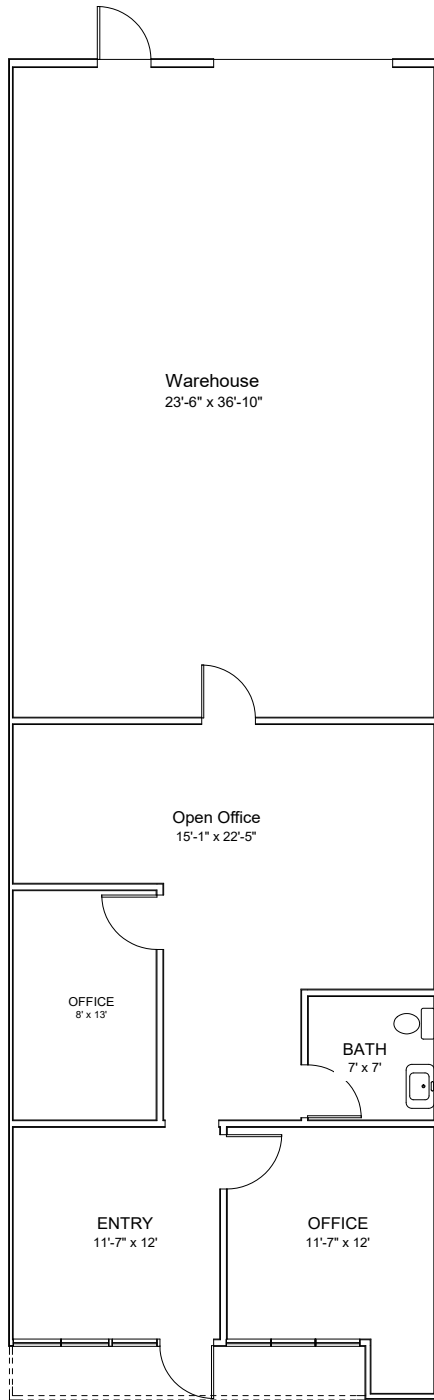 Warehouse
23'-6" x 36'-10"
Open Office
15'-1" x 22'-5"
OFFICE
8' x 13'
BATH
7' x 7'
ENTRY
11'-7" x 12'
OFFICE
11'-7" x 12'